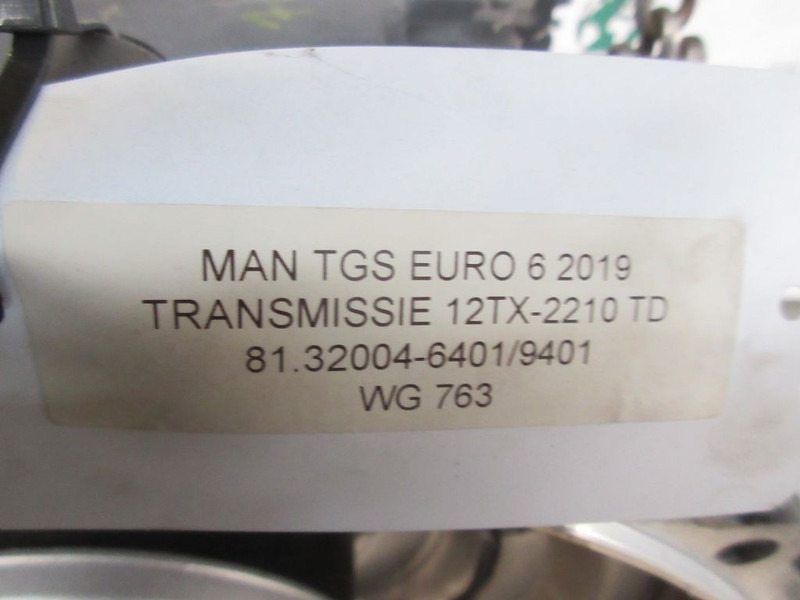 MAN TGS EURO 6 2019
TRANSMISSIE 12TX-2210 TD
81.32004-6401/9401
WG 763